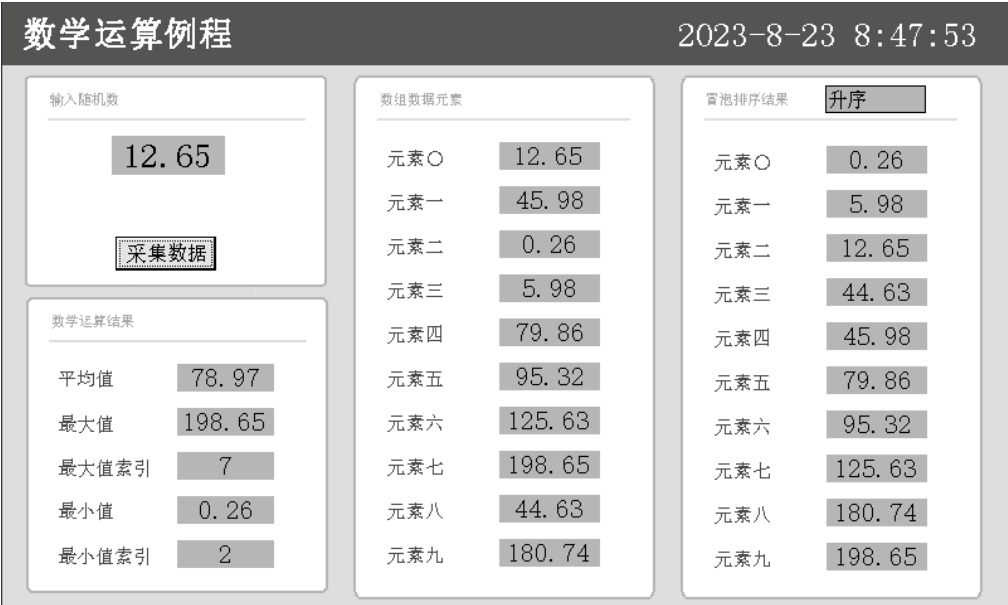 数学运算例程 2023-8-23 8:47:53
输入随机数
12.65
采集数据
数学运算结果
平均值 78.97
最大值 198.65
最大值索引 7
最小值 0.26
最小值索引 2
数组数据元素
元素〇 12.65
元素一 45.98
元素二 0.26
元素三 5.98
元素四 79.86
元素五 95.32
元素六 125.63
元素七 198.65
元素八 44.63
元素九 180.74
冒泡排序结果 升序
元素〇 0.26
元素一 5.98
元素二 12.65
元素三 44.63
元素四 45.98
元素五 79.86
元素六 95.32
元素七 125.63
元素八 180.74
元素九 198.65